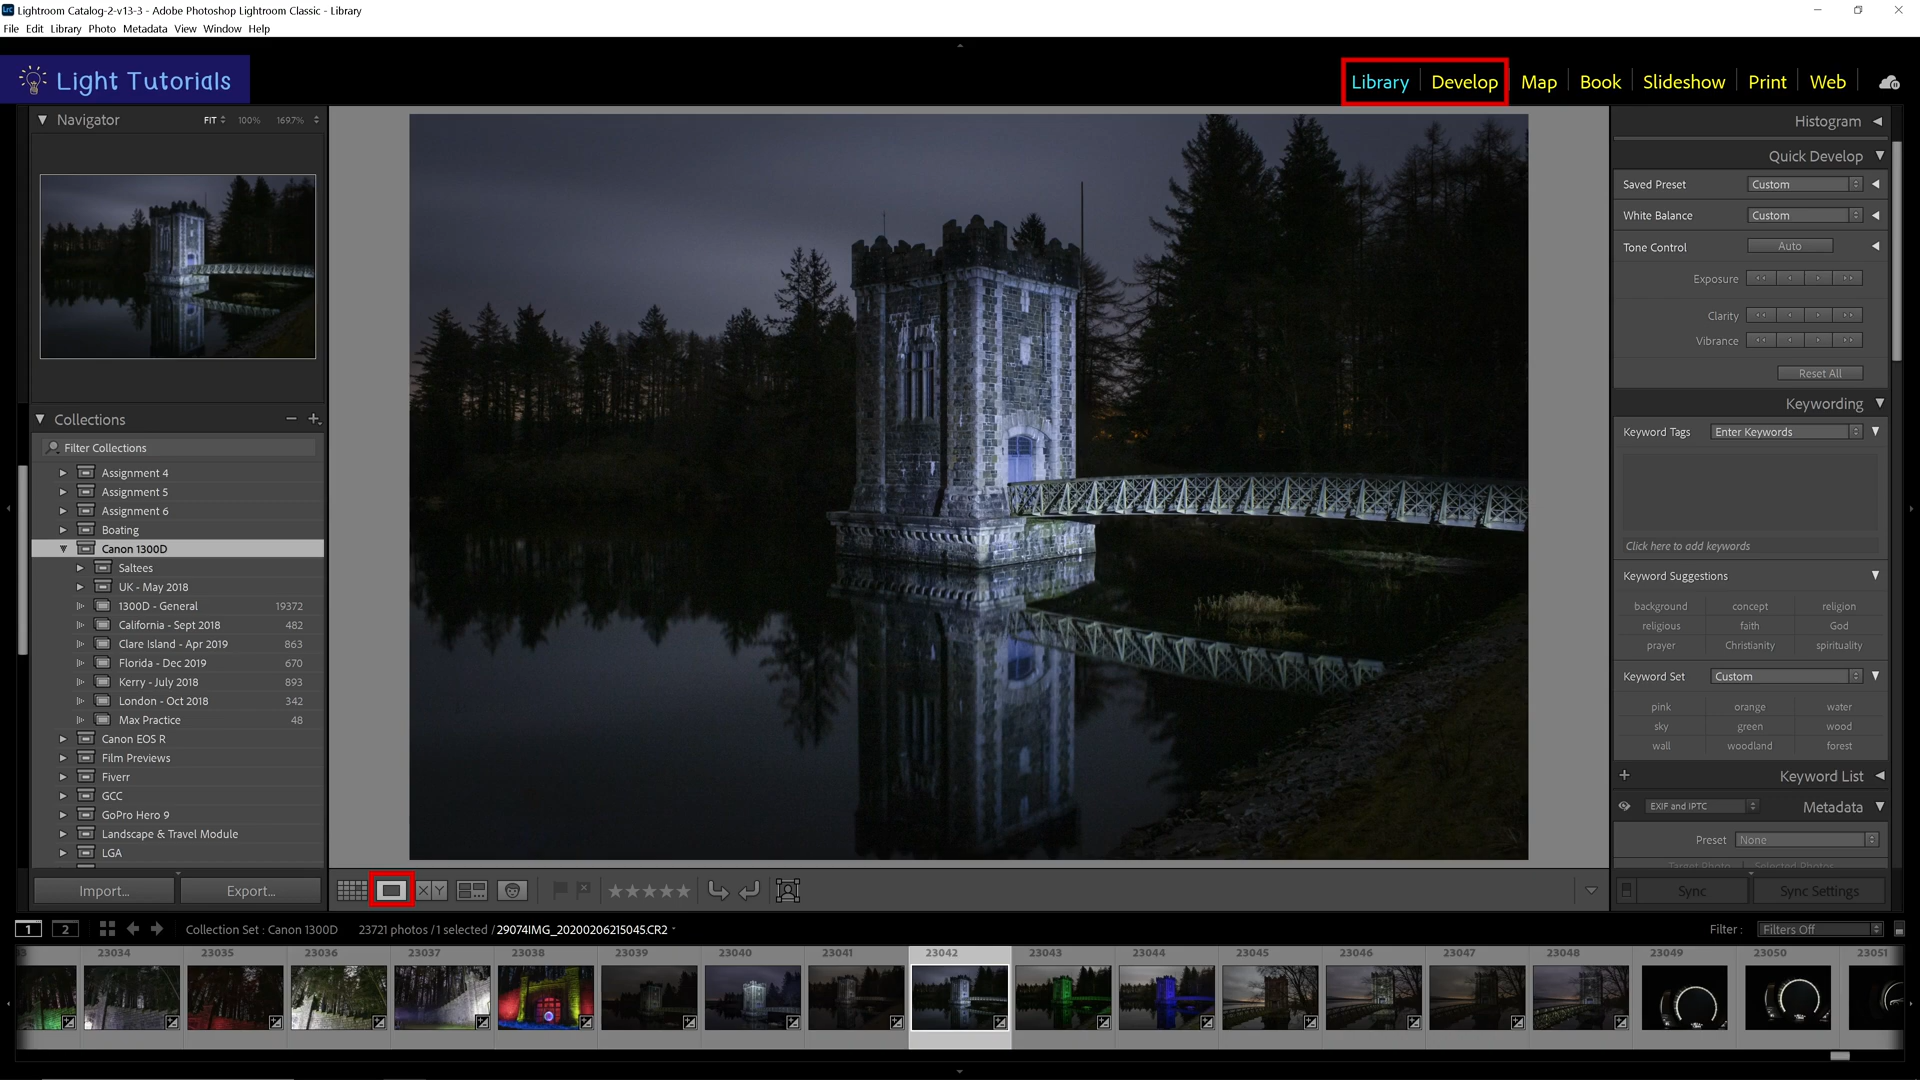 Lightroom Catalog-2-v13-3 - Adobe Photoshop Lightroom Classic - Library
File Edit Library Photo Metadata View Window Help
Light Tutorials
Library Develop Map Book Slideshow Print Web
Navigator FIT 100% 169.7%
Histogram
Quick Develop
Saved Preset Custom
White Balance Custom
Tone Control Auto
Exposure
Clarity
Vibrance
Reset All
Collections
Filter Collections
Assignment 4
Assignment 5
Assignment 6
Boating
Canon 1300D
Saltees
UK - May 2018
1300D - General 19372
California - Sept 2018 482
Clare Island - Apr 2019 863
Florida - Dec 2019 670
Kerry - July 2018 893
London - Oct 2018 342
Max Practice 48
Canon EOS R
Film Previews
Fiverr
GCC
GoPro Hero 9
Landscape & Travel Module
LGA
Keywording
Keyword Tags Enter Keywords
Click here to add keywords
Keyword Suggestions
background concept religion
religious faith God
prayer Christianity spirituality
Keyword Set Custom
pink orange water
sky green wood
wall woodland forest
Keyword List
EXIF and IPTC Metadata
Preset None
Target Photo Selected Photos
Import... Export...
X Y
Sync Sync Settings
1 2 Collection Set : Canon 1300D 23721 photos / 1 selected / 29074IMG_20200206215045.CR2
Filter : Filters Off
33 23034 23035 23036 23037 23038 23039 23040 23041 23042 23043 23044 23045 23046 23047 23048 23049 23050 23051